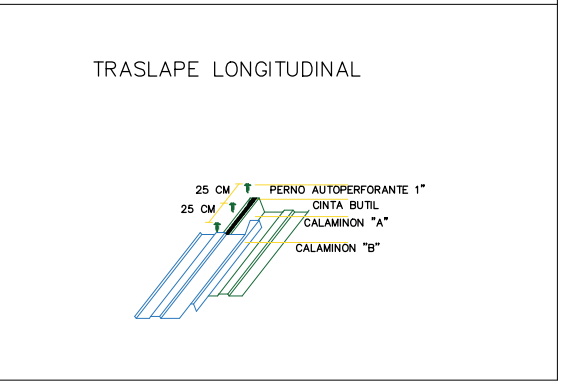 TRASLAPE LONGITUDINAL
25 CM
PERNO AUTOPERFORANTE 1"
25 CM
CINTA BUTIL
CALAMINON "A"
CALAMINON "B"